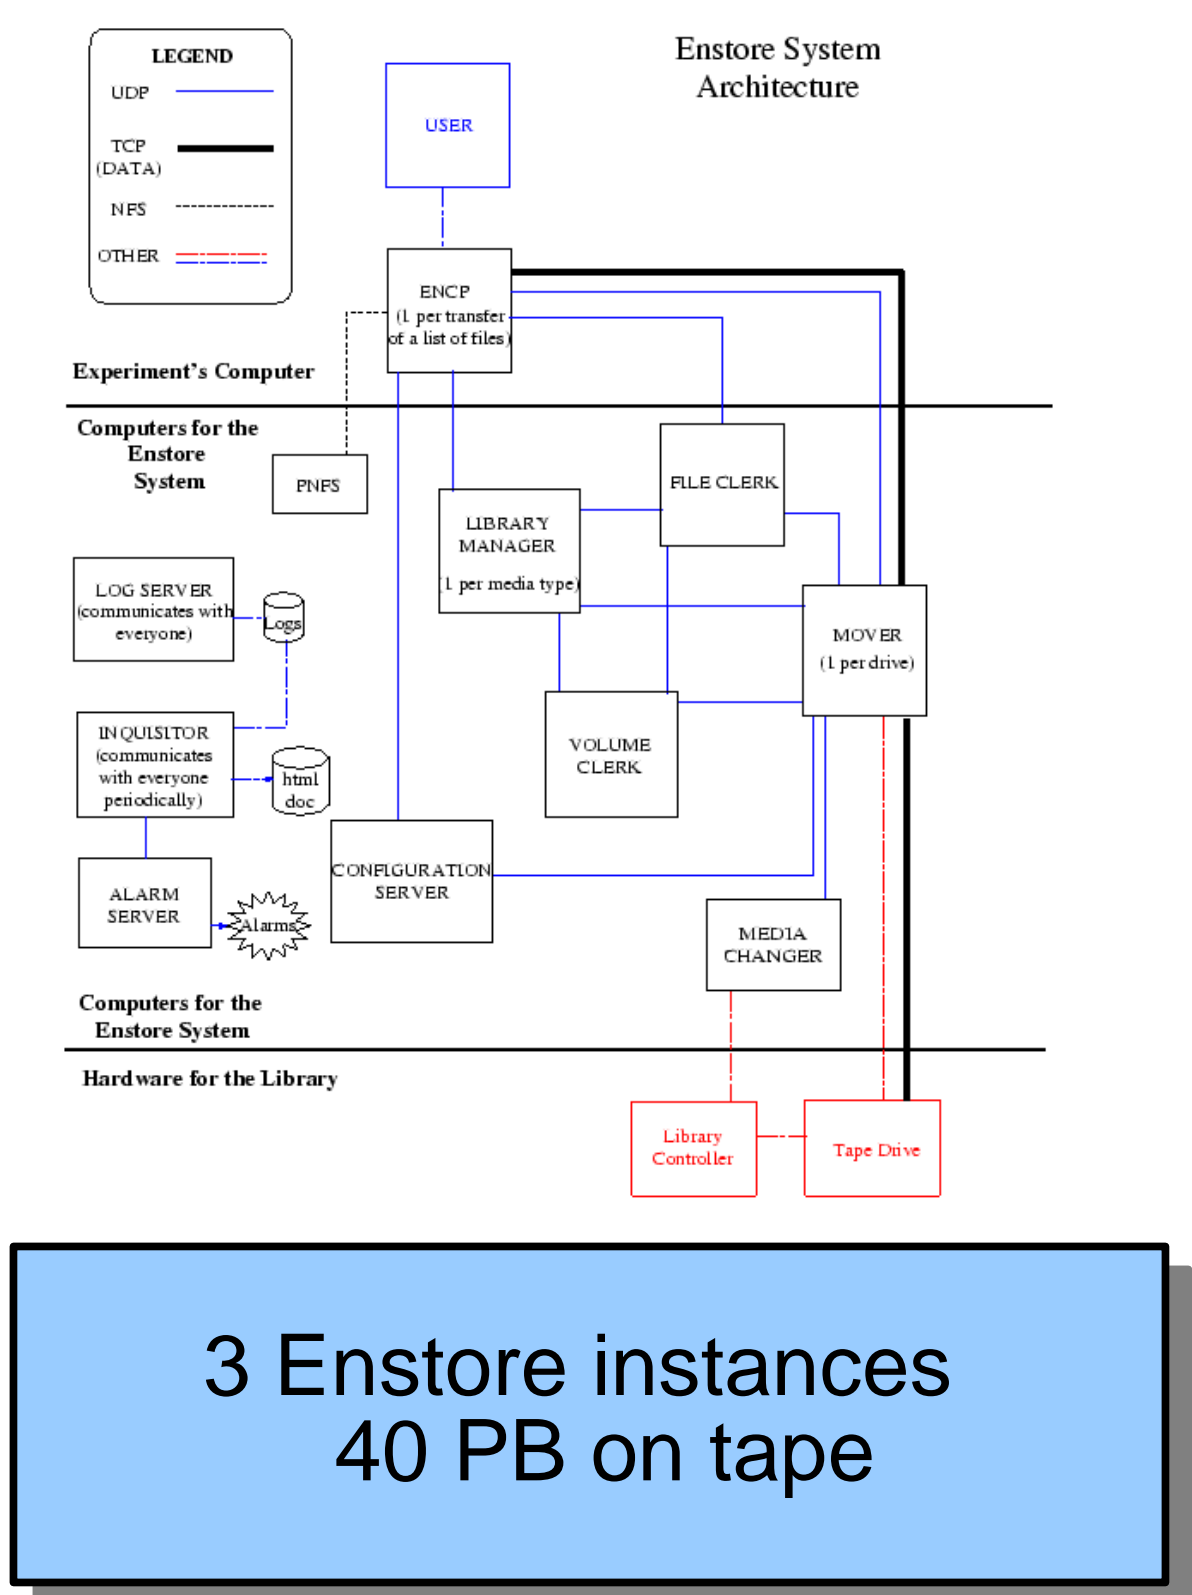 Enstore System
Architecture
LEGEND
UDP
TCP
(DATA)
NFS
OTHER
USER
ENCP
(1 per transfer
of a list of files)
Experiment's Computer
Computers for the
Enstore
System
PNFS
FILE CLERK
LIBRARY
MANAGER
(1 per media type)
LOG SERVER
(communicates with
everyone)
Logs
MOVER
(1 per drive)
INQUISITOR
(communicates
with everyone
periodically)
html
doc
VOLUME
CLERK
CONFIGURATION
SERVER
ALARM
SERVER
Alarms
MEDIA
CHANGER
Computers for the
Enstore System
Hardware for the Library
Library
Controller
Tape Drive
3 Enstore instances
40 PB on tape